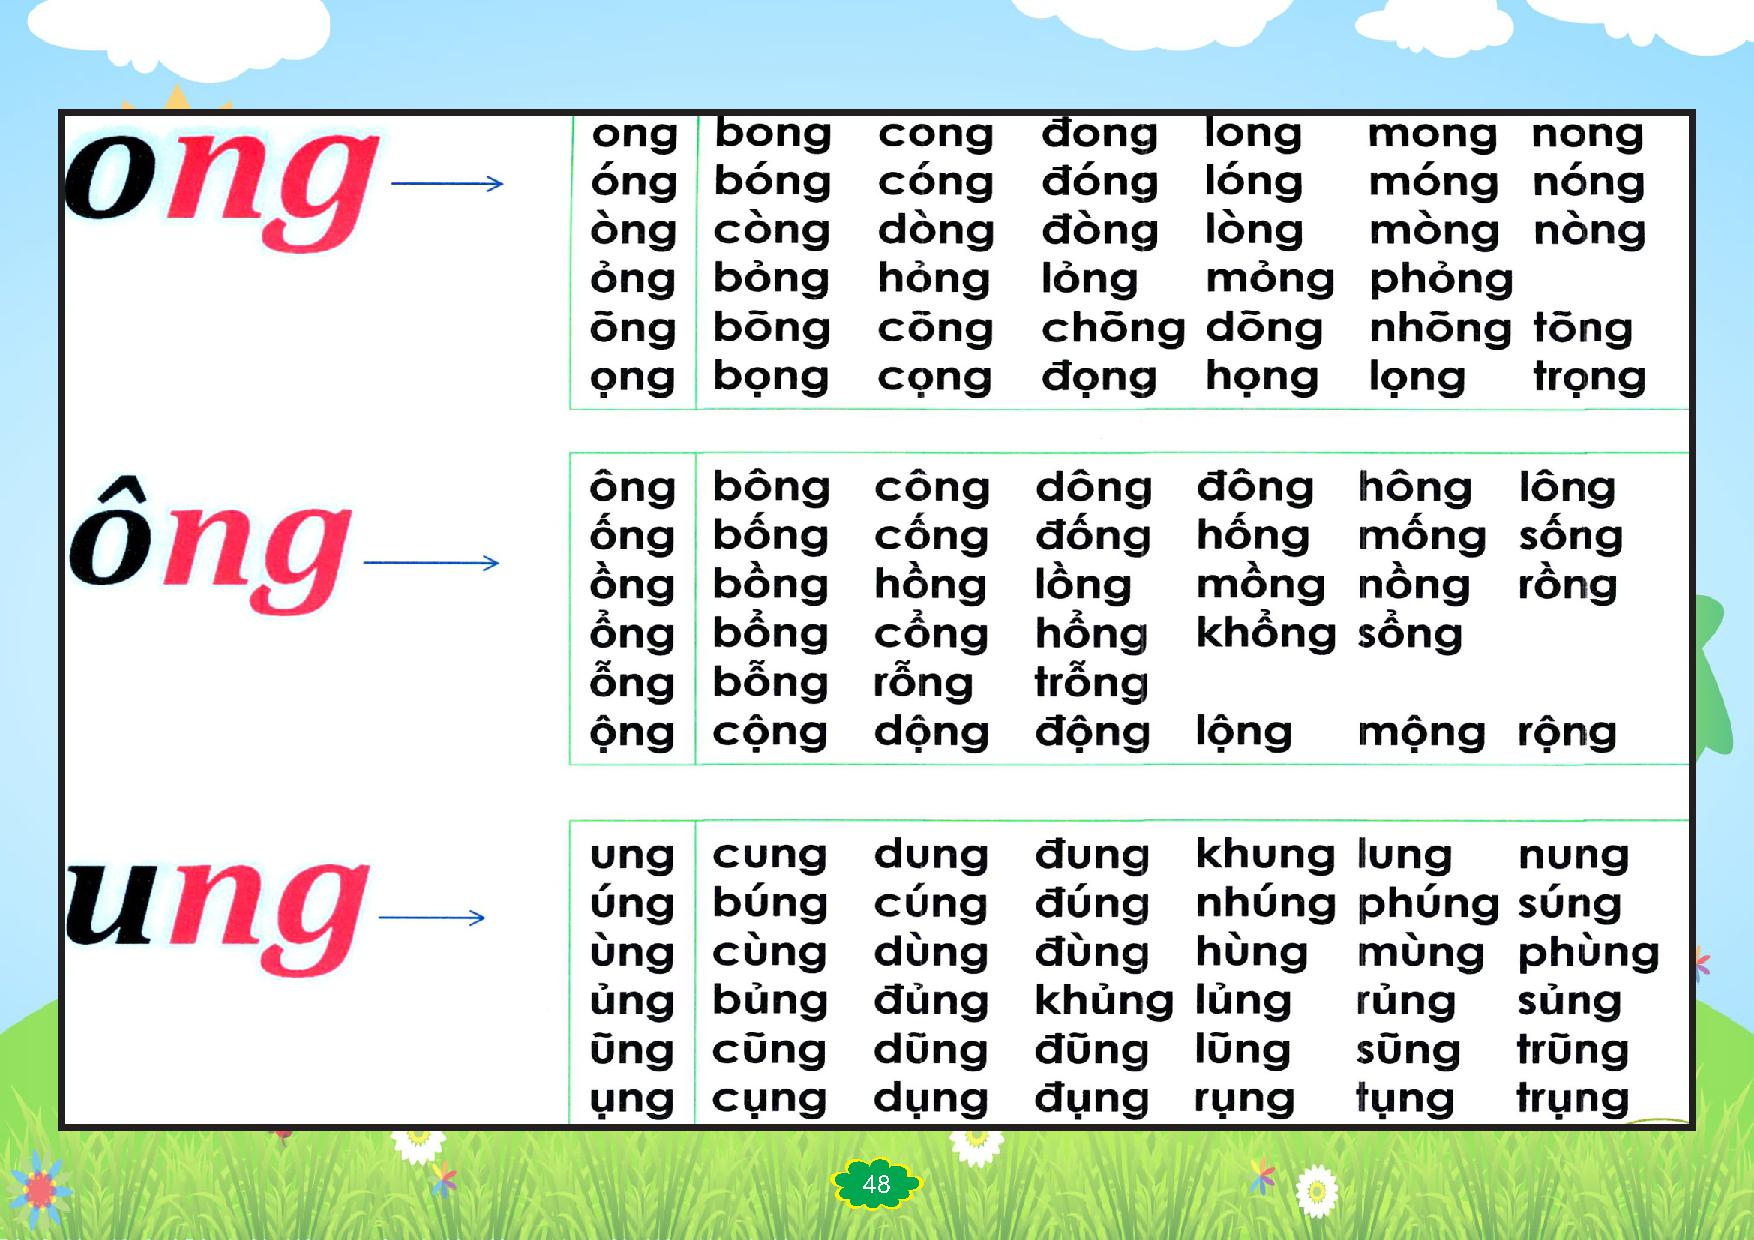 ong
ong bong cong đong long mong nong
óng bóng cóng đóng lóng móng nóng
òng còng dòng đòng lòng mòng nòng
ỏng bỏng hỏng lỏng mỏng phỏng
õng bõng cõng chõng dõng nhõng tõng
ọng bọng cọng đọng họng lọng trọng
ông
ông bông công dông đông hông lông
ống bống cống đống hống mống sống
ồng bồng hồng lồng mồng nồng rồng
ổng bổng cổng hổng khổng sổng
ỗng bỗng rỗng trỗng
ộng cộng dộng động lộng mộng rộng
ung
ung cung dung đung khung lung nung
úng búng cúng đúng nhúng phúng súng
ùng cùng dùng đùng hùng mùng phùng
ủng bủng đủng khủng lủng rủng sủng
ũng cũng dũng đũng lũng sũng trũng
ụng cụng dụng đụng rụng tụng trụng
48